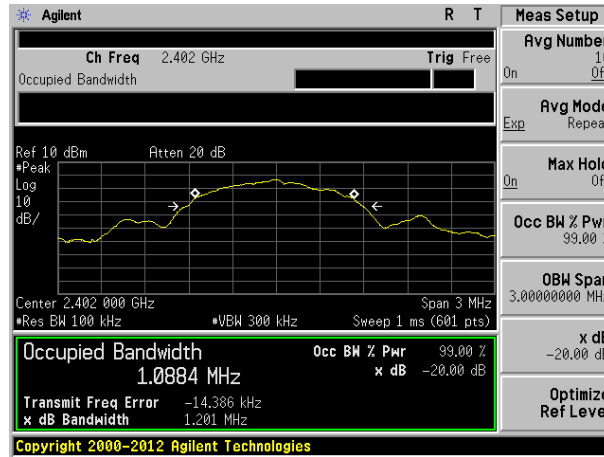 Agilent R T
Ch Freq 2.402 GHz Trig Free
Occupied Bandwidth
Ref 10 dBm Atten 20 dB
#Peak
Log
10
dB/
Center 2.402 000 GHz Span 3 MHz
#Res BW 100 kHz #VBW 300 kHz Sweep 1 ms (601 pts)
Occupied Bandwidth Occ BW % Pwr 99.00 %
1.0884 MHz x dB -20.00 dB
Transmit Freq Error -14.386 kHz
x dB Bandwidth 1.201 MHz
Copyright 2000-2012 Agilent Technologies
Meas Setup
Avg Number
On
Avg Mode
Exp Repea
Max Hold
On
Occ BW % Pwr
99.00
OBW Span
3.00000000 MH
x dB
-20.00 dB
Optimize
Ref Level